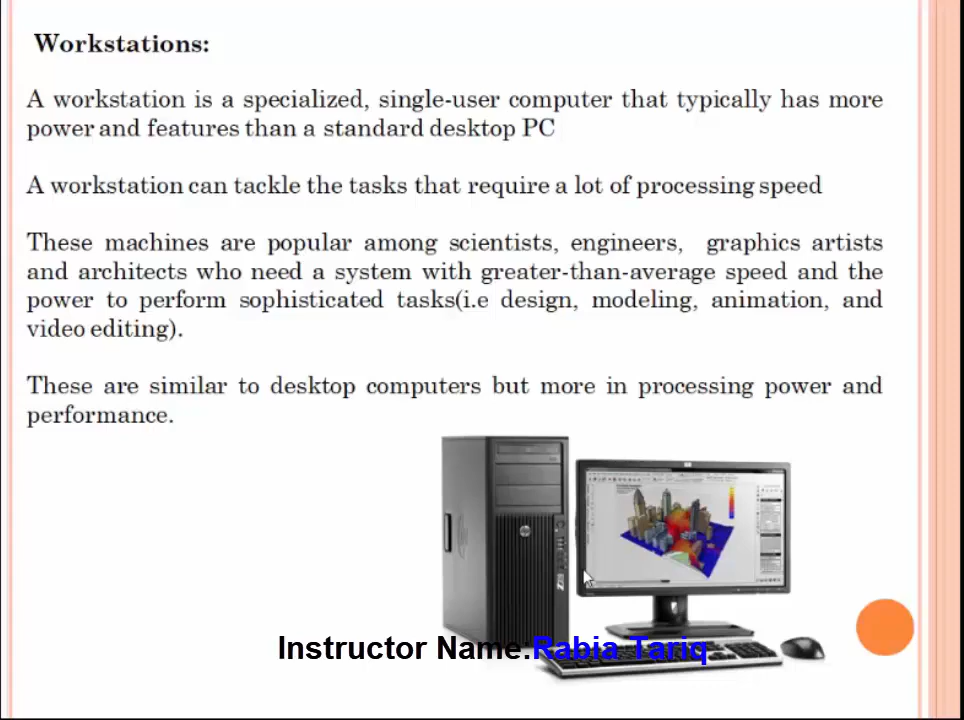 Workstations:
A workstation is a specialized, single-user computer that typically has more
power and features than a standard desktop PC
A workstation can tackle the tasks that require a lot of processing speed
These machines are popular among scientists, engineers, graphics artists
and architects who need a system with greater-than-average speed and the
power to perform sophisticated tasks(i.e design, modeling, animation, and
video editing).
These are similar to desktop computers but more in processing power and
performance.
Instructor Name:Rabia Tariq